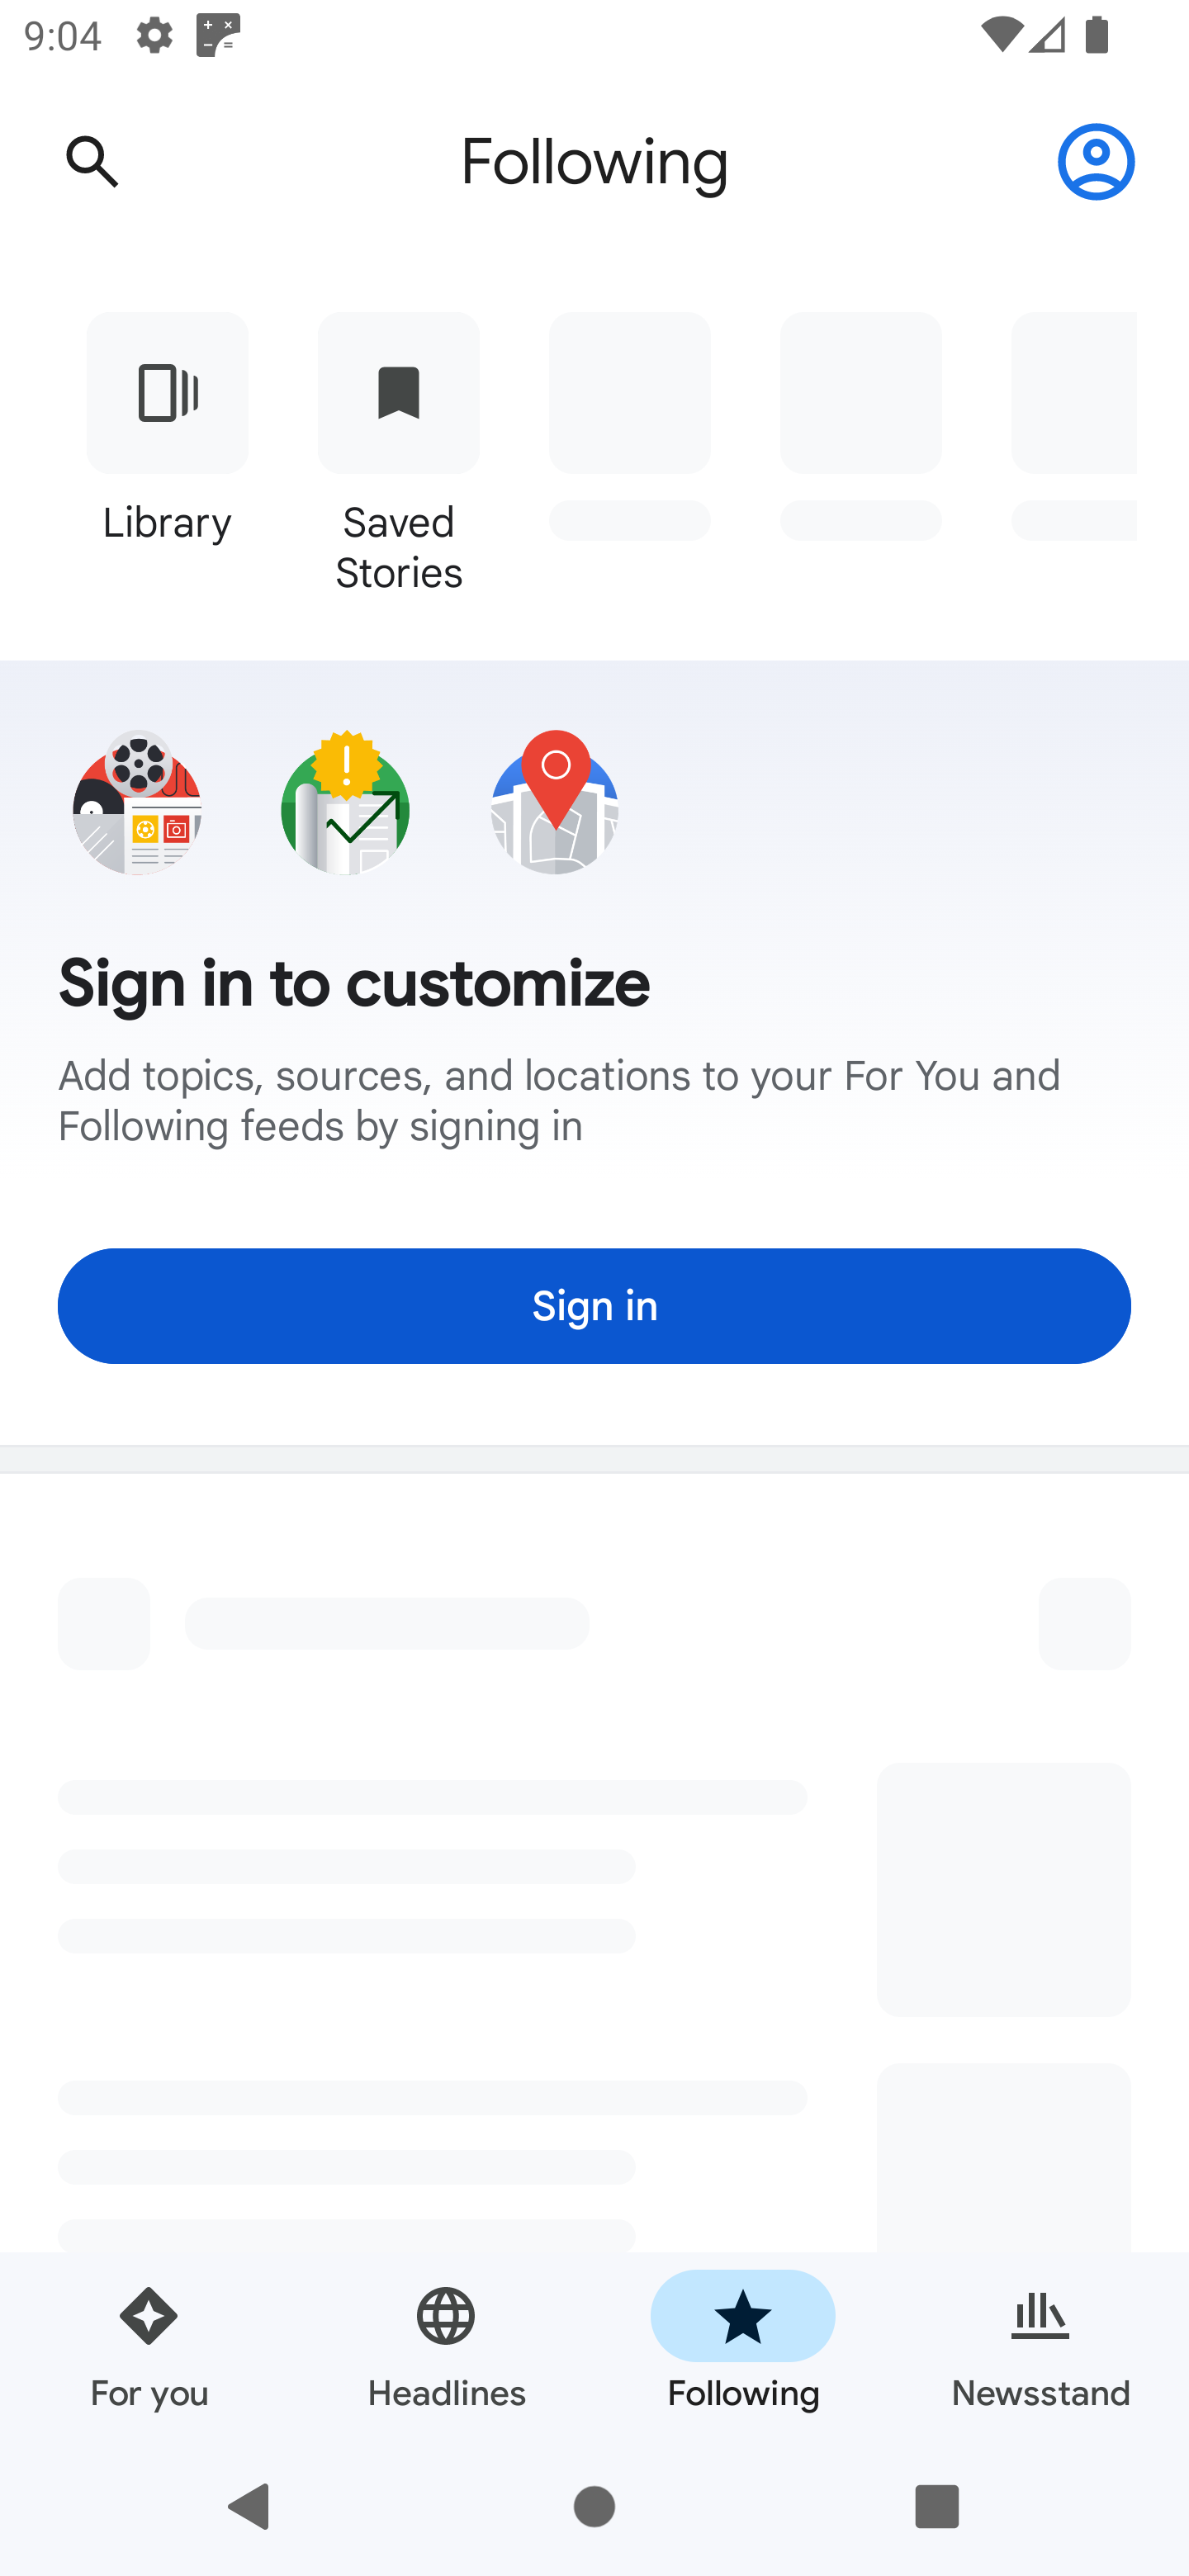 9:04
Following
Library
Saved
Stories
Sign in to customize
Add topics, sources, and locations to your For You and
Following feeds by signing in
Sign in
For you
Headlines
Following
Newsstand